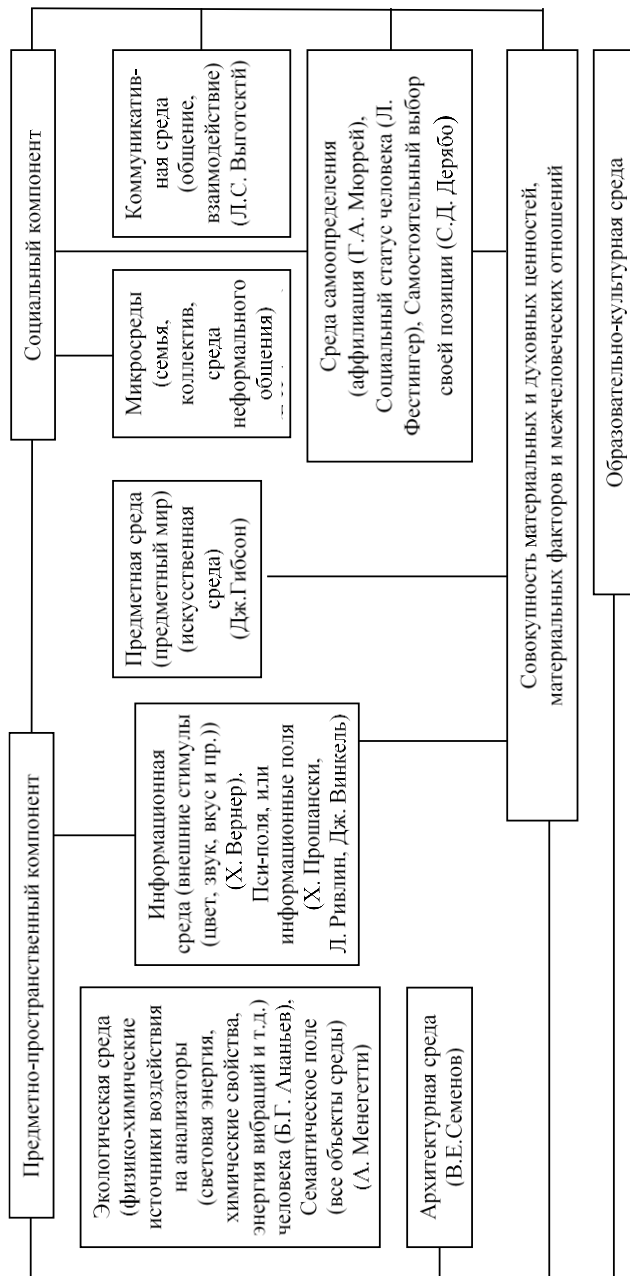 Предметно-пространственный компонент
Социальный компонент
Экологическая среда
(физико-химические
источники воздействия
на анализаторы
(световая энергия,
химические свойства,
энергия вибраций и т.д.)
человека (Б.Г. Ананьев),
Семантическое поле
(все объекты среды)
(А. Менегетти)
Информационная
среда (внешние стимулы
(цвет, звук, вкус и пр.))
(Х. Вернер).
Пси-поля, или
информационные поля
(Х. Прошански,
Л. Ривлин, Дж. Винкель)
Предметная среда
(предметный мир)
(искусственная
среда)
(Дж.Гибсон)
Микросреды
(семья,
коллектив,
среда
неформального
общения)
Коммуникатив-
ная среда
(общение,
взаимодействие)
(Л.С. Выготсктй)
Архитектурная среда
(В.Е.Семенов)
Среда самоопределения
(аффилиация (Г.А. Мюррей),
Социальный статус человека (Л.
Фестингер), Самостоятельный выбор
своей позиции (С.Д. Дерябо)
Совокупность материальных и духовных ценностей,
материальных факторов и межчеловеческих отношений
Образовательно-культурная среда